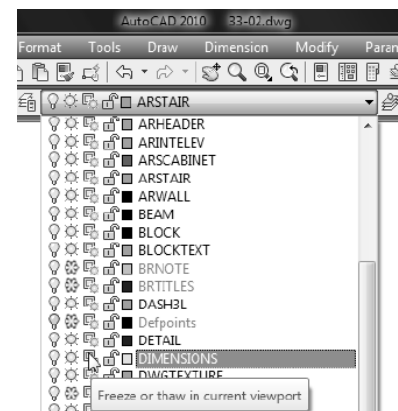 AutoCAD 2010 33-02.dwg
Format Tools Draw Dimension Modify Paran
ARSTAIR
ARHEADER
ARINTELEV
ARSCABINET
ARSTAIR
ARWALL
BEAM
BLOCK
BLOCKTEXT
BRNOTE
BRTITLES
DASH3L
Defpoints
DETAIL
DIMENSIONS
DWGTEXTURE
Freeze or thaw in current viewport